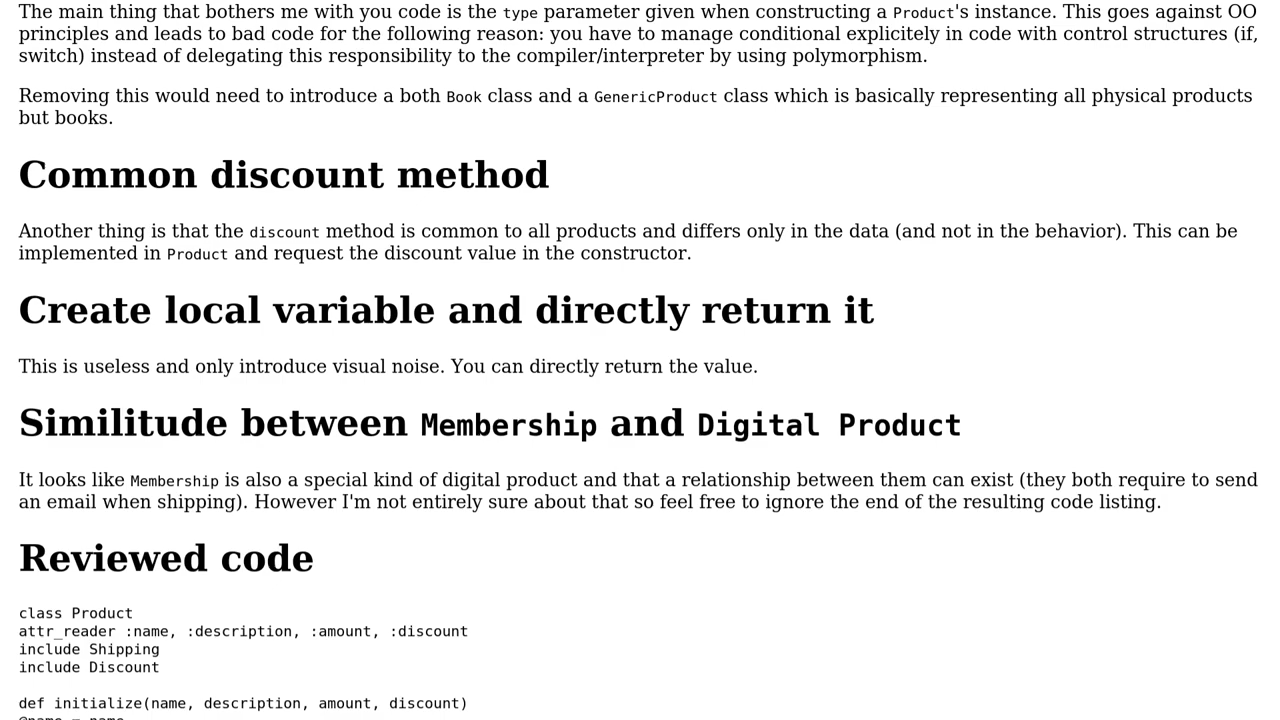 The main thing that bothers me with you code is the type parameter given when constructing a Product's instance. This goes against OO
principles and leads to bad code for the following reason: you have to manage conditional explicitely in code with control structures (if,
switch) instead of delegating this responsibility to the compiler/interpreter by using polymorphism.
Removing this would need to introduce a both Book class and a GenericProduct class which is basically representing all physical products
but books.
Common discount method
Another thing is that the discount method is common to all products and differs only in the data (and not in the behavior). This can be
implemented in Product and request the discount value in the constructor.
Create local variable and directly return it
This is useless and only introduce visual noise. You can directly return the value.
Similitude between Membership and Digital Product
It looks like Membership is also a special kind of digital product and that a relationship between them can exist (they both require to send
an email when shipping). However I'm not entirely sure about that so feel free to ignore the end of the resulting code listing.
Reviewed code
class Product
attr_reader :name, :description, :amount, :discount
include Shipping
include Discount
def initialize(name, description, amount, discount)
@name = name